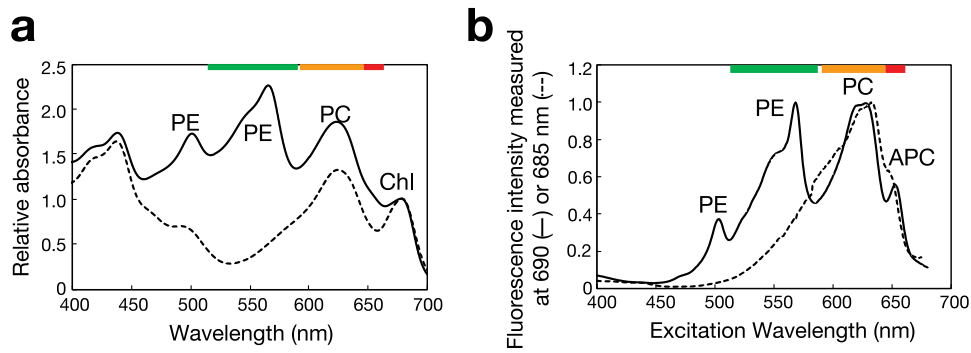 a
Relative absorbance
2.5
2.0
1.5
1.0
0.5
0
PE
PE
PC
Chl
400
450
500
550
600
650
700
Wavelength (nm)
b
Fluorescence intensity measured
at 690 (—) or 685 nm (---)
1.2
1.0
0.8
0.6
0.4
0.2
0
PE
PE
PC
APC
400
450
500
550
600
650
700
Excitation Wavelength (nm)